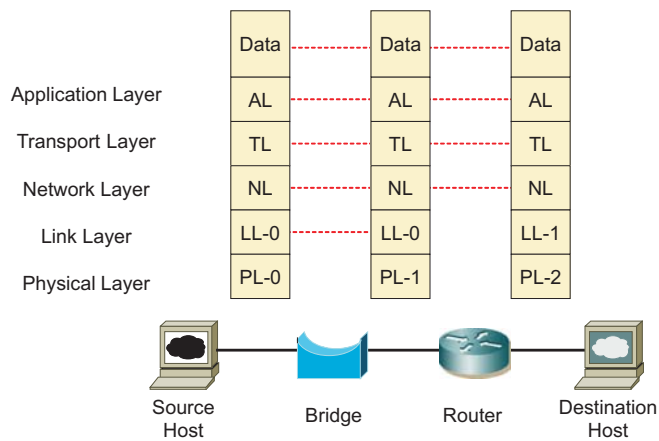 Data Data Data
Application Layer AL AL AL
Transport Layer TL TL TL
Network Layer NL NL NL
Link Layer LL-0 LL-0 LL-1
Physical Layer PL-0 PL-1 PL-2
Source Host
Bridge
Router
Destination Host